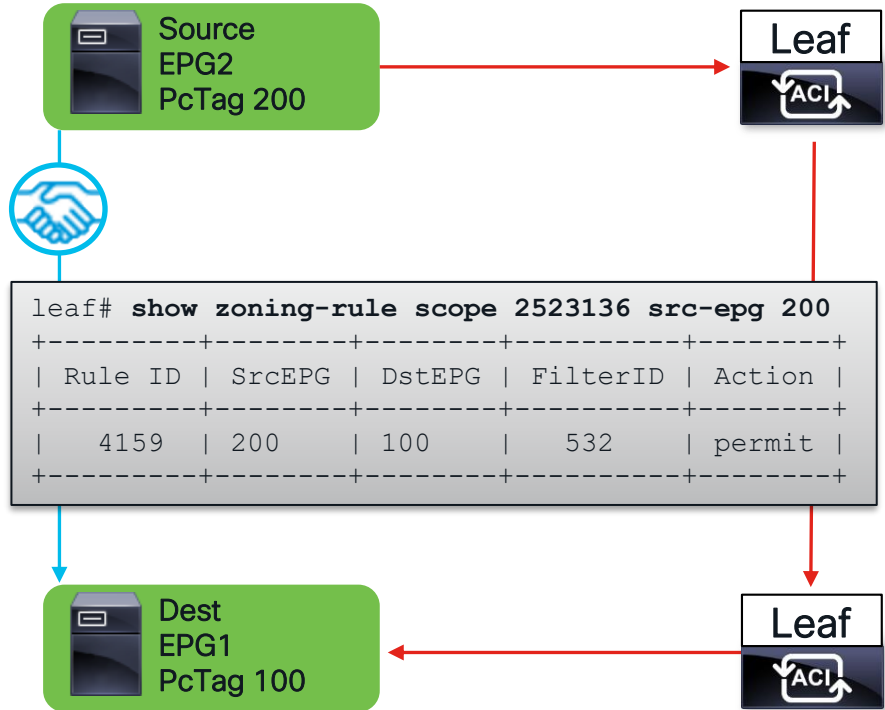 Source
EPG2
PcTag 200
Leaf
ACI
leaf# show zoning-rule scope 2523136 src-epg 200
+---------+--------+--------+----------+--------+
| Rule ID | SrcEPG | DstEPG | FilterID | Action |
+---------+--------+--------+----------+--------+
| 4159 | 200 | 100 | 532 | permit |
+---------+--------+--------+----------+--------+
Dest
EPG1
PcTag 100
Leaf
ACI